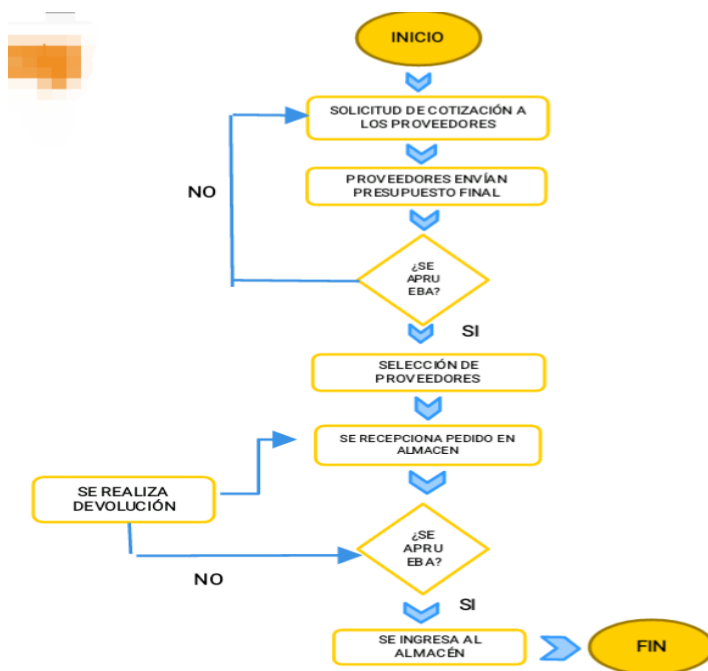 INICIO
SOLICITUD DE COTIZACIÓN A
LOS PROVEEDORES
NO
PROVEEDORES ENVÍAN
PRESUPUESTO FINAL
¿SE
APRU
EBA?
SI
SELECCIÓN DE
PROVEEDORES
SE RECEPCIONA PEDIDO EN
ALMACEN
SE REALIZA
DEVOLUCIÓN
¿SE
APRU
EBA?
NO
SI
SE INGRESA AL
ALMACÉN
FIN